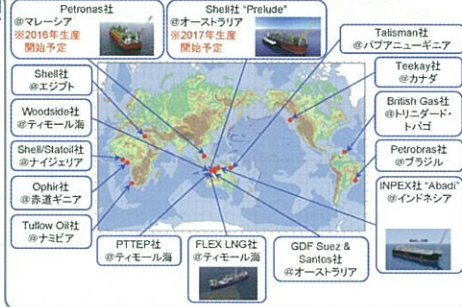 Petronas社
@マレーシア
※2016年生産
開始予定
Shell社 "Prelude"
@オーストラリア
※2017年生産
開始予定
Talisman社
@パプアニューギニア
Shell社
@エジプト
Teekay社
@カナダ
Woodside社
@ティモール海
British Gas社
@トリニダード・
トバゴ
Shell/Statoil社
@ナイジェリア
Petrobras社
@ブラジル
Ophir社
@赤道ギニア
INPEX社 "Abadi"
@インドネシア
Tullow Oil社
@ナミビア
PTTEP社
@ティモール海
FLEX LNG社
@ティモール海
GDF Suez &
Santos社
@オーストラリア